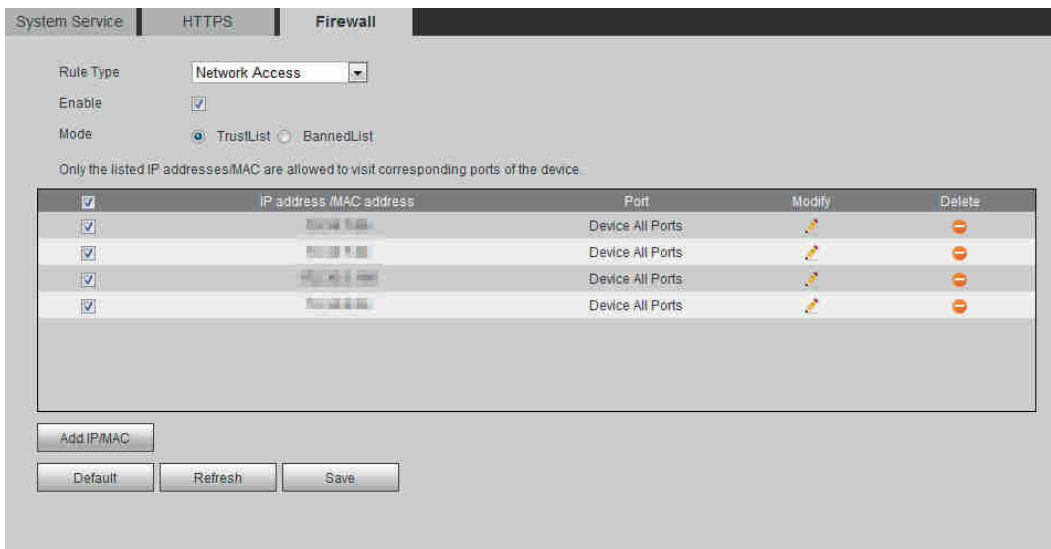 System Service HTTPS Firewall
Rule Type Network Access
Enable
Mode TrustList BannedList
Only the listed IP addresses/MAC are allowed to visit corresponding ports of the device.
IP address /MAC address Port Modify Delete
Device All Ports
Device All Ports
Device All Ports
Device All Ports
Add IP/MAC
Default Refresh Save